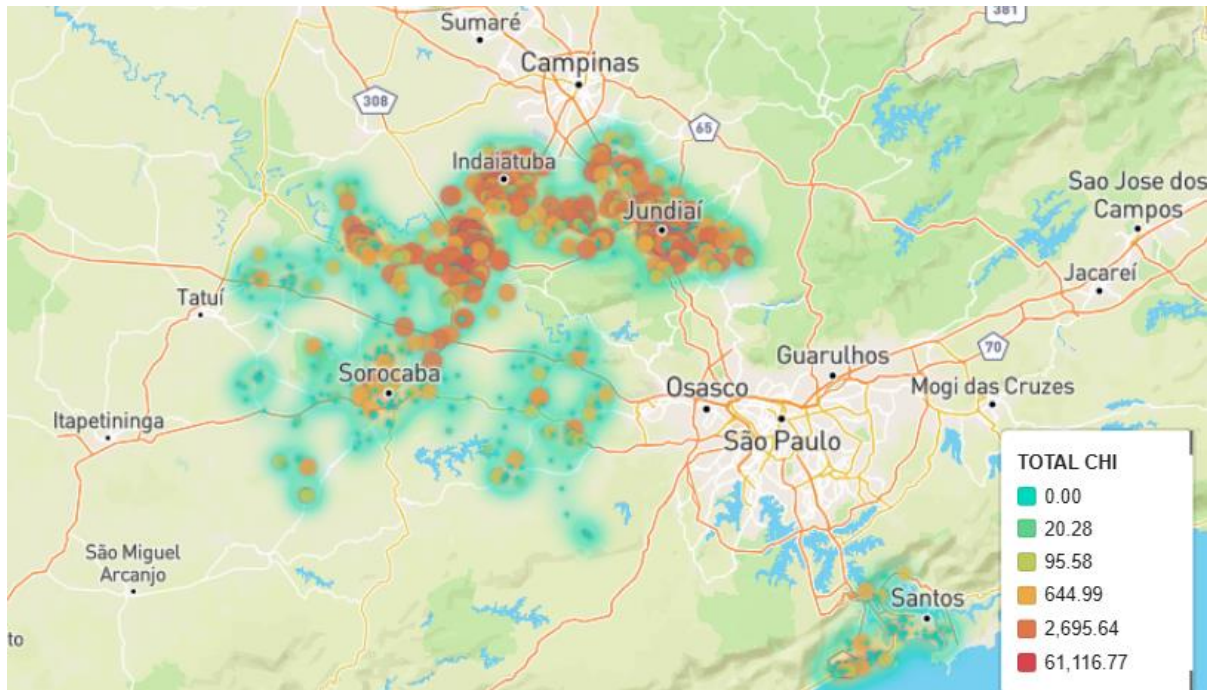 381
Sumaré
Campinas
308
65
Indaiatuba
Sao Jose dos
Campos
Jundiaí
Jacareí
Tatuí
70
Guarulhos
Sorocaba
Osasco
Mogi das Cruzes
Itapetininga
São Paulo
TOTAL CHI
0.00
20.28
95.58
644.99
2,695.64
61,116.77
São Miguel
Arcanjo
Santos
to